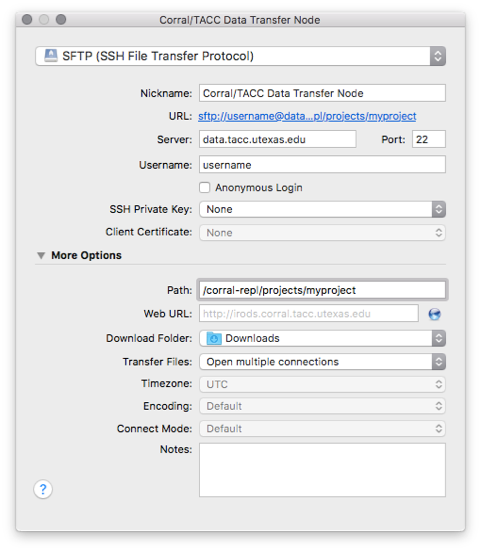 Corral/TACC Data Transfer Node
SFTP (SSH File Transfer Protocol)
Nickname: Corral/TACC Data Transfer Node
URL: sftp://username@data...pl/projects/myproject
Server: data.tacc.utexas.edu Port: 22
Username: username
Anonymous Login
SSH Private Key: None
Client Certificate: None
More Options
Path: /corral-repl/projects/myproject
Web URL: http://irods.corral.tacc.utexas.edu
Download Folder: Downloads
Transfer Files: Open multiple connections
Timezone: UTC
Encoding: Default
Connect Mode: Default
Notes:
?